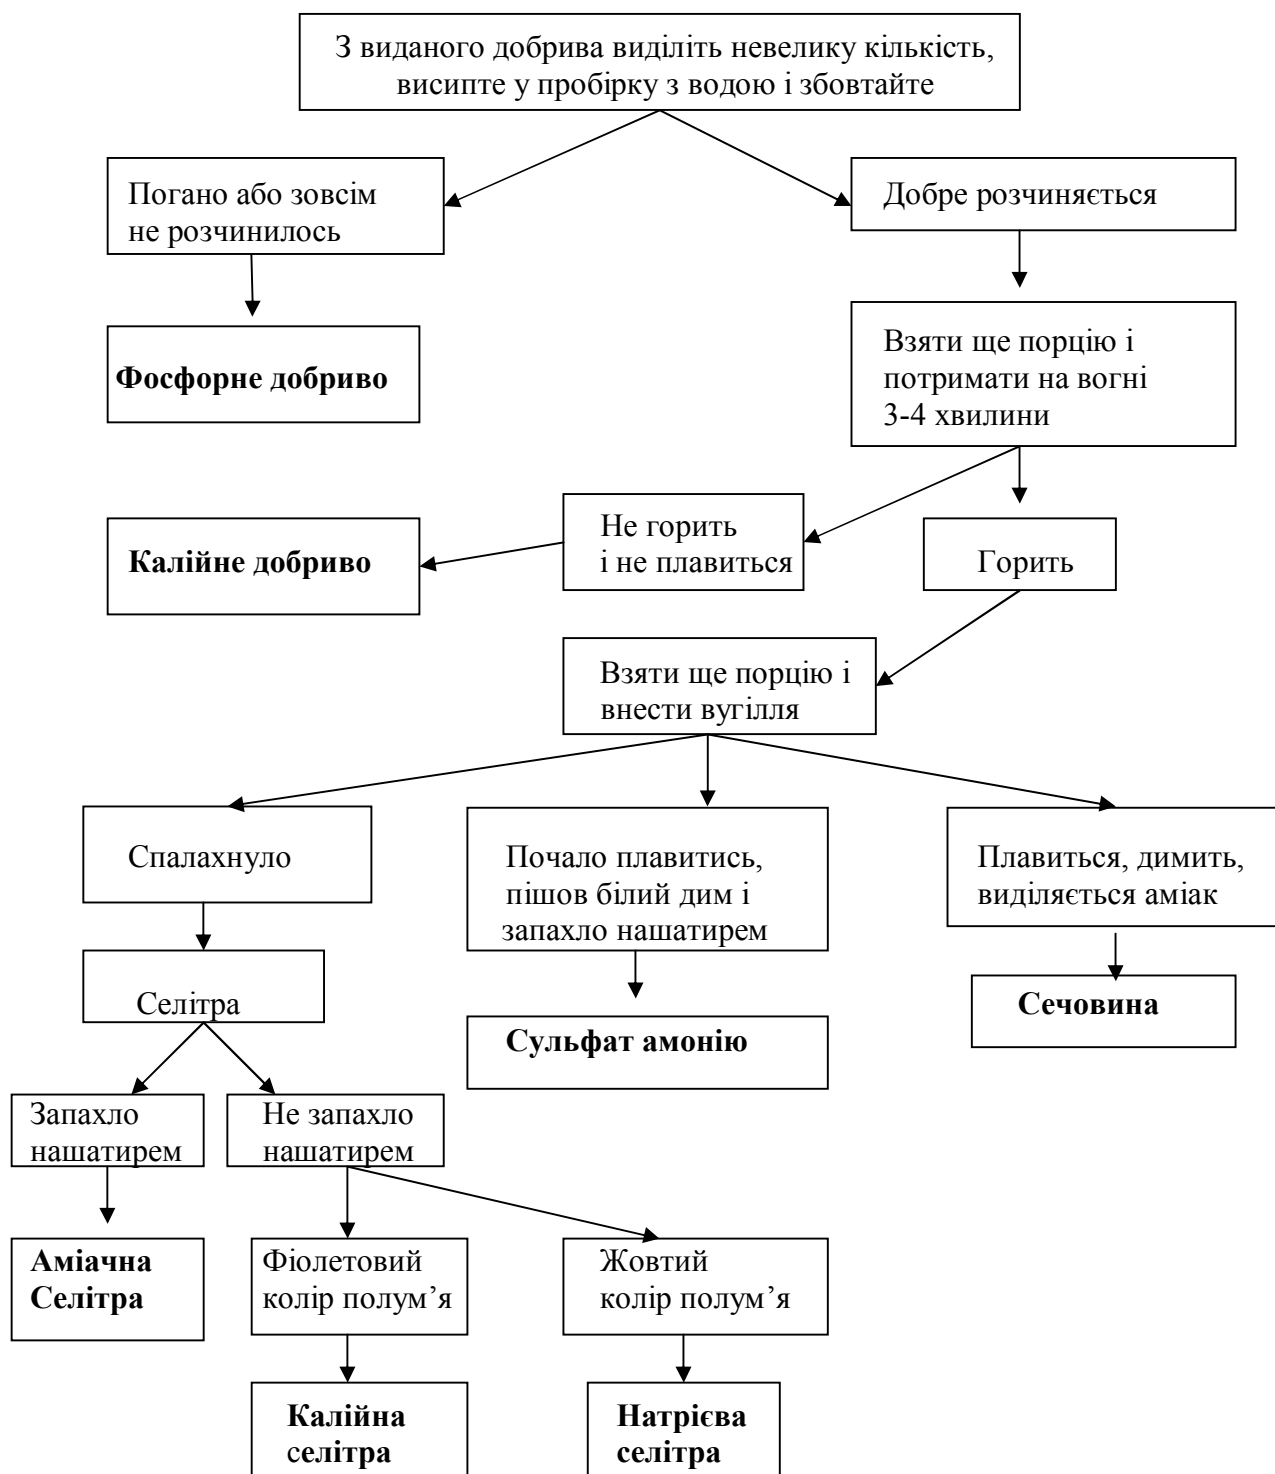 З виданого добрива виділіть невелику кількість,
висипте у пробірку з водою і збовтайте
Погано або зовсім
не розчинилось
Добре розчиняється
Фосфорне добриво
Взяти ще порцію і
потримати на вогні
3-4 хвилини
Не горить
і не плавиться
Калійне добриво
Горить
Взяти ще порцію і
внести вугілля
Спалахнуло
Почало плавитись,
пішов білий дим і
запахло нашатирем
Плавиться, димить,
виділяється аміак
Селітра
Сульфат амонію
Сечовина
Запахло
нашатирем
Не запахло
нашатирем
Аміачна
Селітра
Фіолетовий
колір полум’я
Жовтий
колір полум’я
Калійна
селітра
Натрієва
селітра